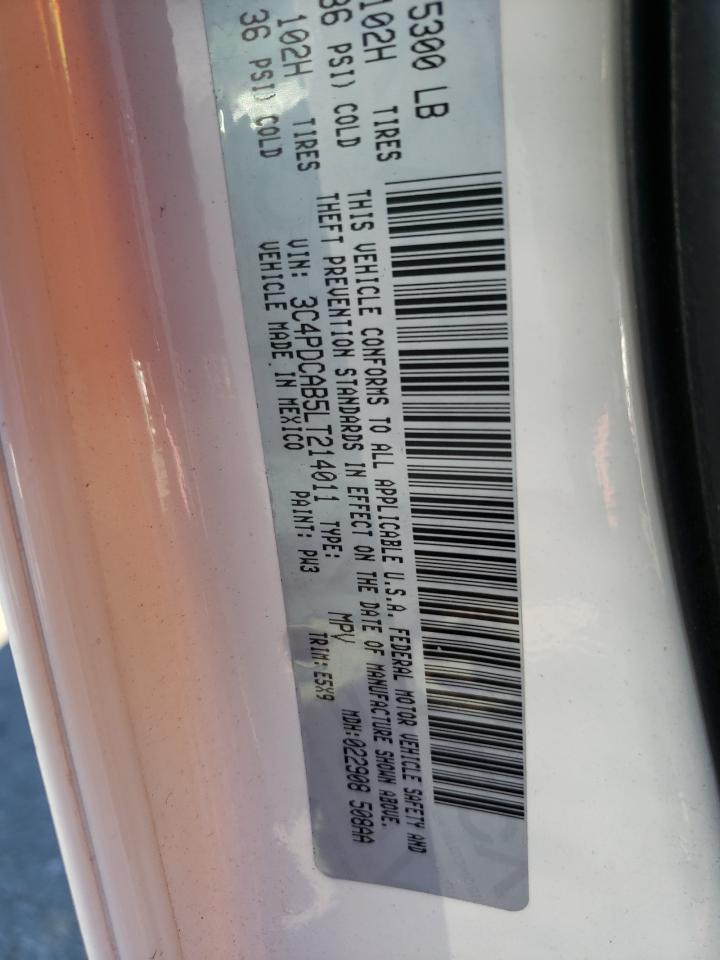 5300 LB
102H TIRES
36 PSI) COLD
102H TIRES
36 PSI) COLD
THIS VEHICLE CONFORMS TO ALL APPLICABLE U.S.A. FEDERAL MOTOR VEHICLE SAFETY AND
THEFT PREVENTION STANDARDS IN EFFECT ON THE DATE OF MANUFACTURE SHOWN ABOVE.
VIN: 3C4PDCAB5LT214011 TYPE: MPV MDH:022908 508AA
VEHICLE MADE IN MEXICO PAINT: PW3 TRIM: E5X9